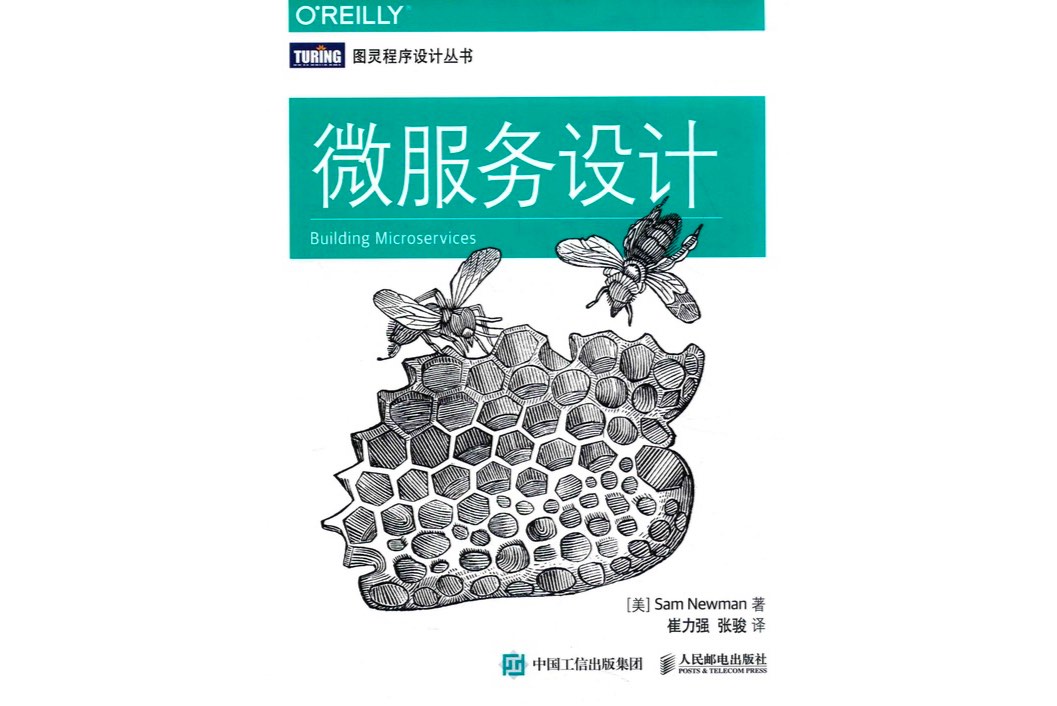 O'REILLY®
TURING 图灵程序设计丛书
微服务设计
Building Microservices
[美] Sam Newman 著
崔力强 张骏 译
中国工信出版集团 人民邮电出版社
POSTS & TELECOM PRESS